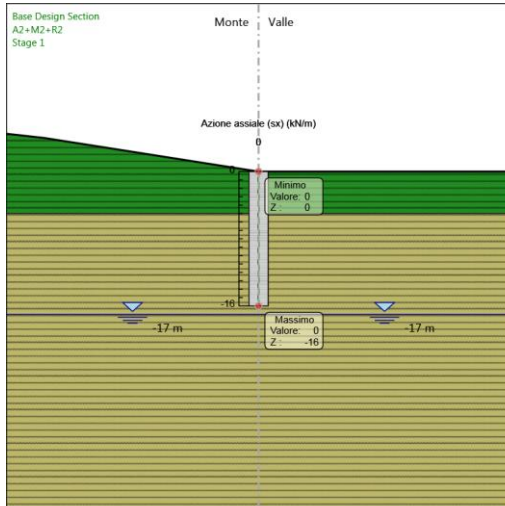 Base Design Section
A2+M2+R2
Stage 1
Monte
Valle
Azione assiale (sx) (kN/m)
0
0
Minimo
Valore: 0
Z : 0
-16
-17 m
-17 m
Massimo
Valore: 0
Z : -16